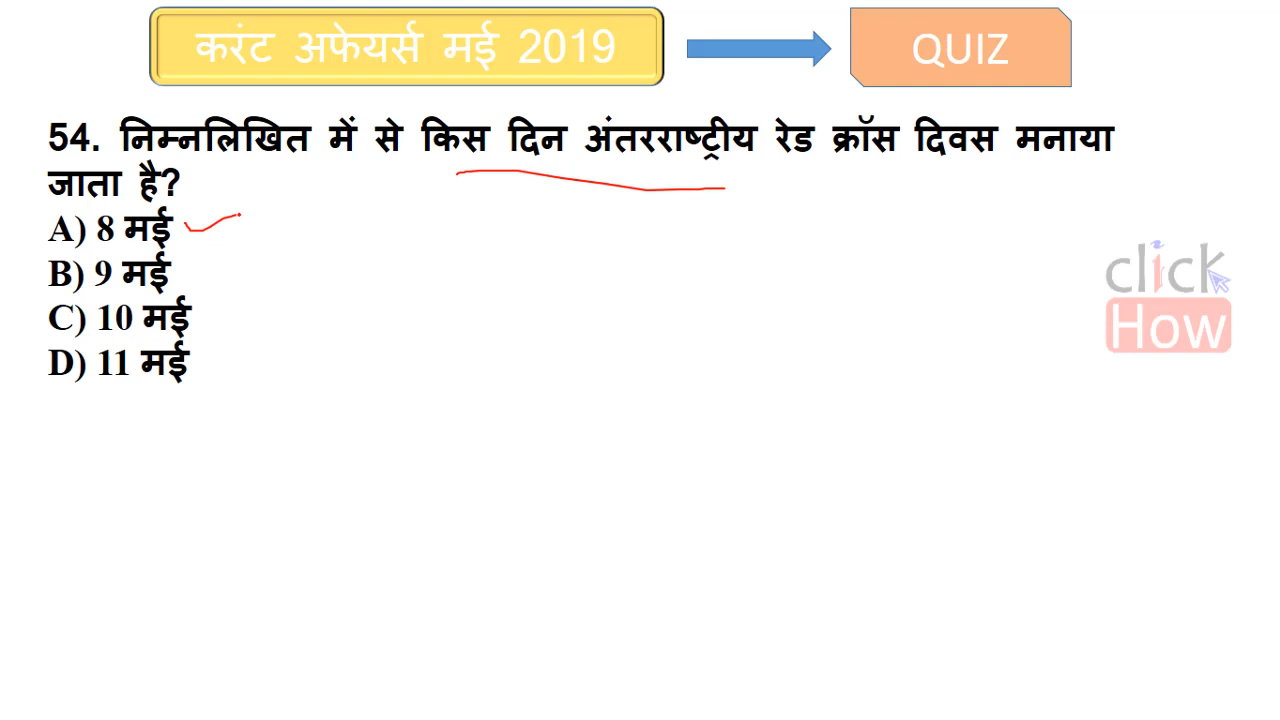 करंट अफेयर्स मई 2019
QUIZ
54. निम्नलिखित में से किस दिन अंतरराष्ट्रीय रेड क्रॉस दिवस मनाया
जाता है?
A) 8 मई
B) 9 मई
C) 10 मई
D) 11 मई
click
How